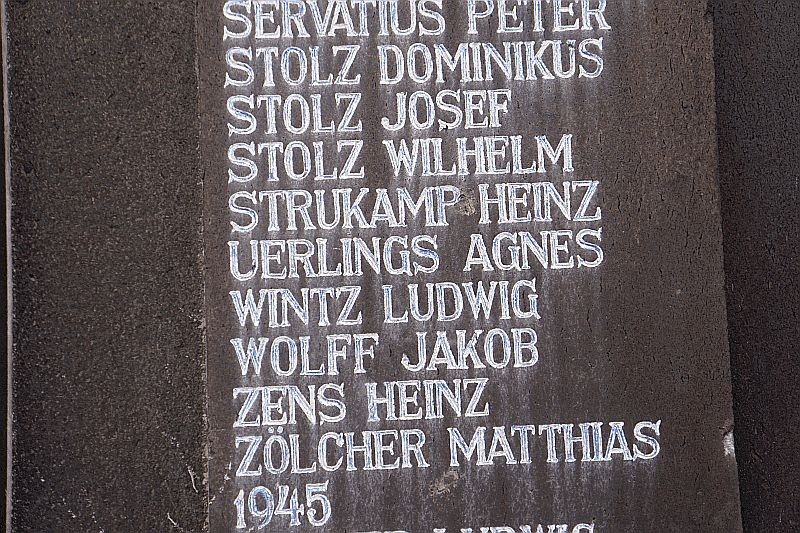 SERVATIUS PETER
STOLZ DOMINIKUS
STOLZ JOSEF
STOLZ WILHELM
STRUKAMP HEINZ
UERLINGS AGNES
WINTZ LUDWIG
WOLFF JAKOB
ZENS HEINZ
ZÖLCHER MATTHIAS
1945
LUDWIG